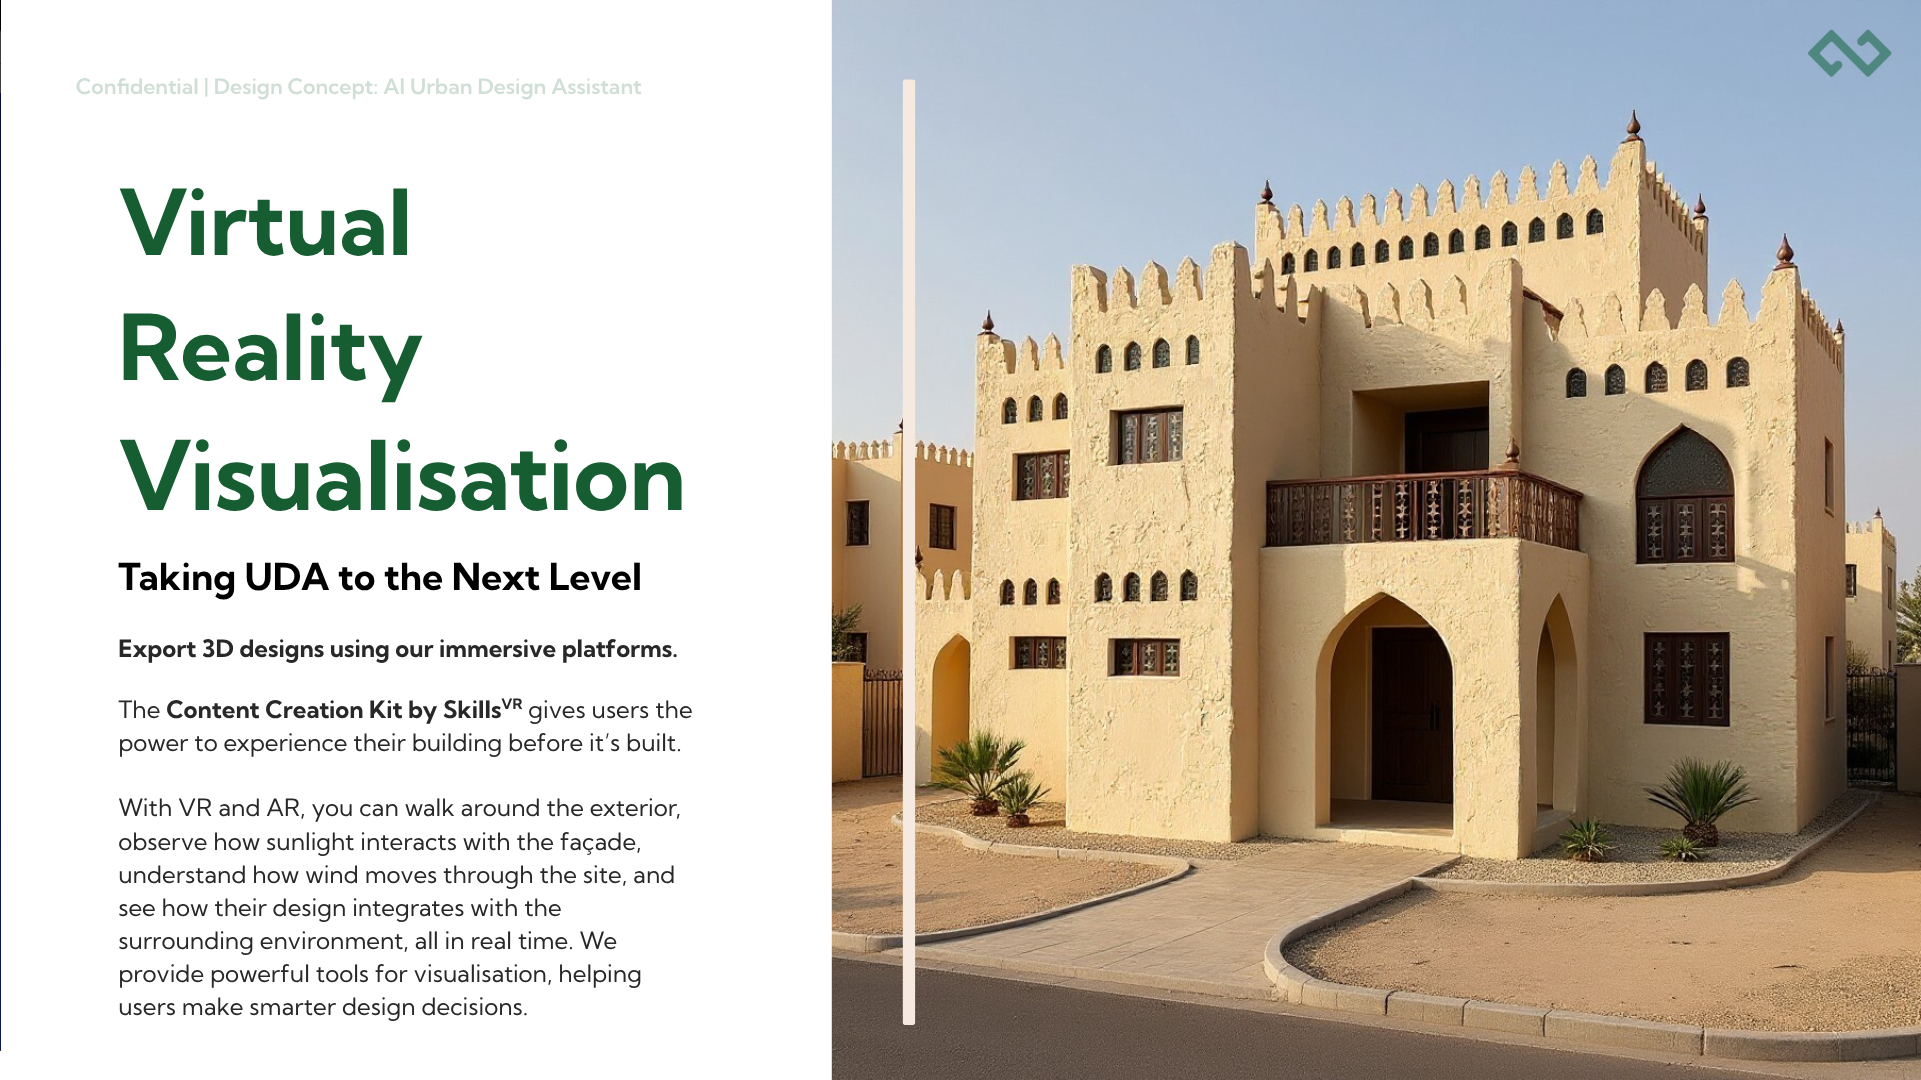 Confidential | Design Concept: AI Urban Design Assistant
Virtual
Reality
Visualisation
Taking UDA to the Next Level
Export 3D designs using our immersive platforms.
The Content Creation Kit by Skillsᵛᴿ gives users the
power to experience their building before it’s built.
With VR and AR, you can walk around the exterior,
observe how sunlight interacts with the façade,
understand how wind moves through the site, and
see how their design integrates with the
surrounding environment, all in real time. We
provide powerful tools for visualisation, helping
users make smarter design decisions.